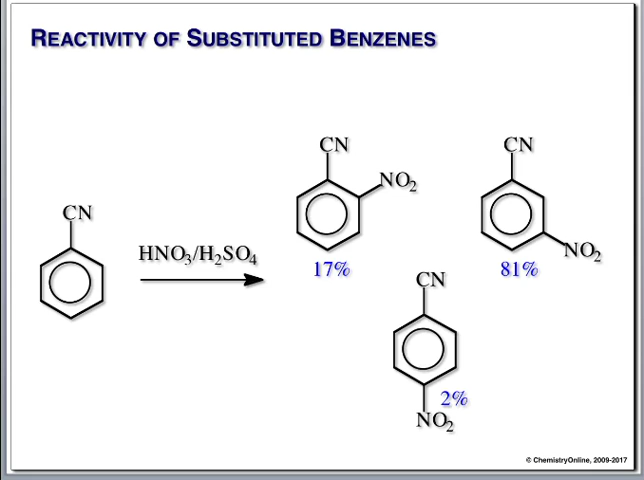 REACTIVITY OF SUBSTITUTED BENZENES
CN
HNO3/H2SO4
CN
NO2
17%
CN
NO2
81%
CN
2%
NO2
© ChemistryOnline, 2009-2017